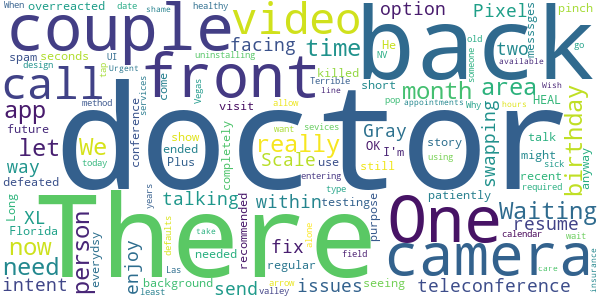 When
overreacted
date
shame
healthy
couple
video
option
Pixel
pinch
back
spam
seconds
UI
Urgent
facing
time
killed
He
NV
someone
old
messsges
two
go
available
design
tap
Terrible
call
front
uninstalling
short
line
month
area
HEAL
app
method
services
Vegas
come
visit
allow
pop
appointments
Why
hours
birthday
future
let
We
today
conference
show
ended
Plus
completely
really
Scale
want
sevices
OK
I'm
Gray
still
use
story
using
swapping
talk
might
sick
recent
required
anyway
way
defeated
doctor
Long
XL
Florida
now
need
person
everydsy
enjoy
There
talking
years
recommended
within
testing
entering
type
purpose
One
patiently
Waiting
resume
calendar
wait
camera
care
insurance
intent
defaults
take
needed
fix
regular
alone
field
issues
seeing
background
Las
send
arrow
least
valley
teleconference